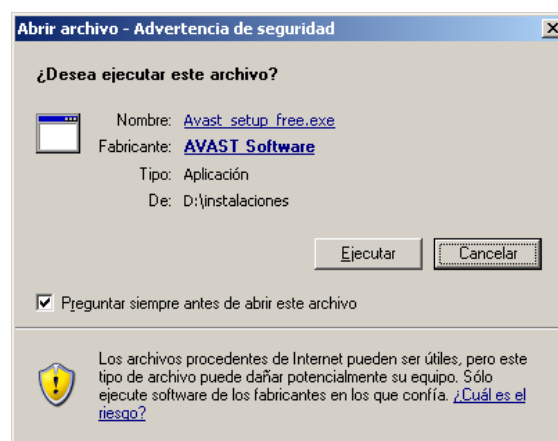 Abrir archivo - Advertencia de seguridad
¿Desea ejecutar este archivo?
Nombre: Avast_setup_free.exe
Fabricante: AVAST Software
Tipo: Aplicación
De: D:\instalaciones
Ejecutar Cancelar
Preguntar siempre antes de abrir este archivo
Los archivos procedentes de Internet pueden ser útiles, pero este
tipo de archivo puede dañar potencialmente su equipo. Sólo
ejecute software de los fabricantes en los que confía. ¿Cuál es el
riesgo?